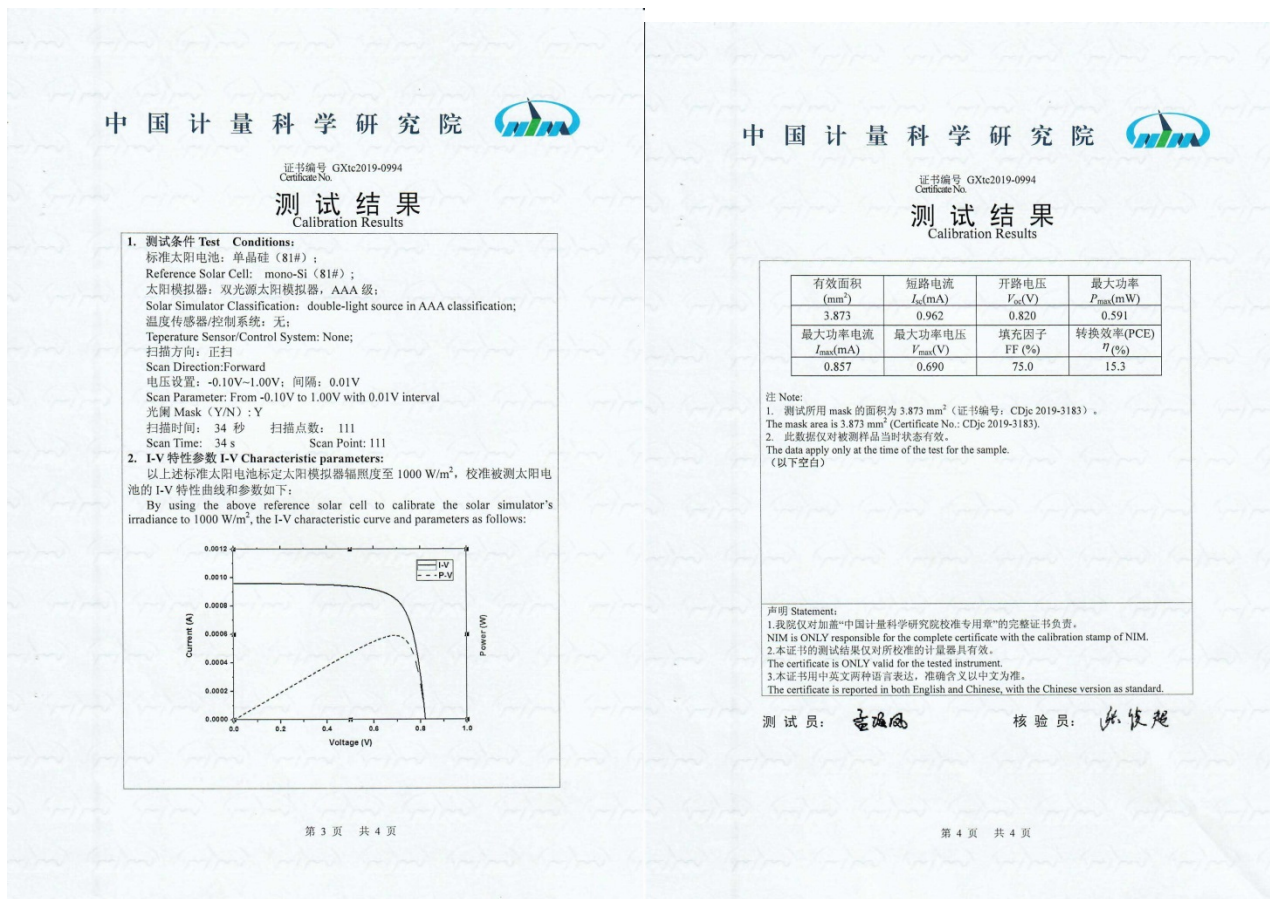 中国计量科学研究院
nim
证书编号 GXtc2019-0994
Certificate No.
测试结果
Calibration Results
1. 测试条件 Test Conditions:
标准太阳电池：单晶硅（81#）;
Reference Solar Cell: mono-Si（81#）;
太阳模拟器：双光源太阳模拟器，AAA 级;
Solar Simulator Classification: double-light source in AAA classification;
温度传感器/控制系统：无;
Teperature Sensor/Control System: None;
扫描方向：正扫
Scan Direction:Forward
电压设置：-0.10V~1.00V；间隔：0.01V
Scan Parameter: From -0.10V to 1.00V with 0.01V interval
光阑 Mask（Y/N）: Y
扫描时间： 34 秒 扫描点数： 111
Scan Time: 34 s Scan Point: 111
2. I-V 特性参数 I-V Characteristic parameters:
以上述标准太阳电池标定太阳模拟器辐照度至 1000 W/m²，校准被测太阳电
池的 I-V 特性曲线和参数如下：
By using the above reference solar cell to calibrate the solar simulator's
irradiance to 1000 W/m², the I-V characteristic curve and parameters as follows:
0.0012
0.0010
0.0008
0.0006
0.0004
0.0002
0.0000
Current (A)
I-V
P-V
Power (W)
0.0 0.2 0.4 0.6 0.8 1.0
Voltage (V)
第 3 页 共 4 页
中国计量科学研究院
nim
证书编号 GXtc2019-0994
Certificate No.
测试结果
Calibration Results
有效面积 短路电流 开路电压 最大功率
(mm²) Isc(mA) Voc(V) Pmax(mW)
3.873 0.962 0.820 0.591
最大功率电流 最大功率电压 填充因子 转换效率(PCE)
Imax(mA) Vmax(V) FF (%) η (%)
0.857 0.690 75.0 15.3
注 Note:
1. 测试所用 mask 的面积为 3.873 mm²（证书编号：CDjc 2019-3183）。
The mask area is 3.873 mm² (Certificate No.: CDjc 2019-3183).
2. 此数据仅对被测样品当时状态有效。
The data apply only at the time of the test for the sample.
（以下空白）
声明 Statement:
1.我院仅对加盖“中国计量科学研究院校准专用章”的完整证书负责。
NIM is ONLY responsible for the complete certificate with the calibration stamp of NIM.
2.本证书的测试结果仅对所校准的计量器具有效。
The certificate is ONLY valid for the tested instrument.
3.本证书用中英文两种语言表达，准确含义以中文为准。
The certificate is reported in both English and Chinese, with the Chinese version as standard.
测 试 员： 核 验 员：
第 4 页 共 4 页